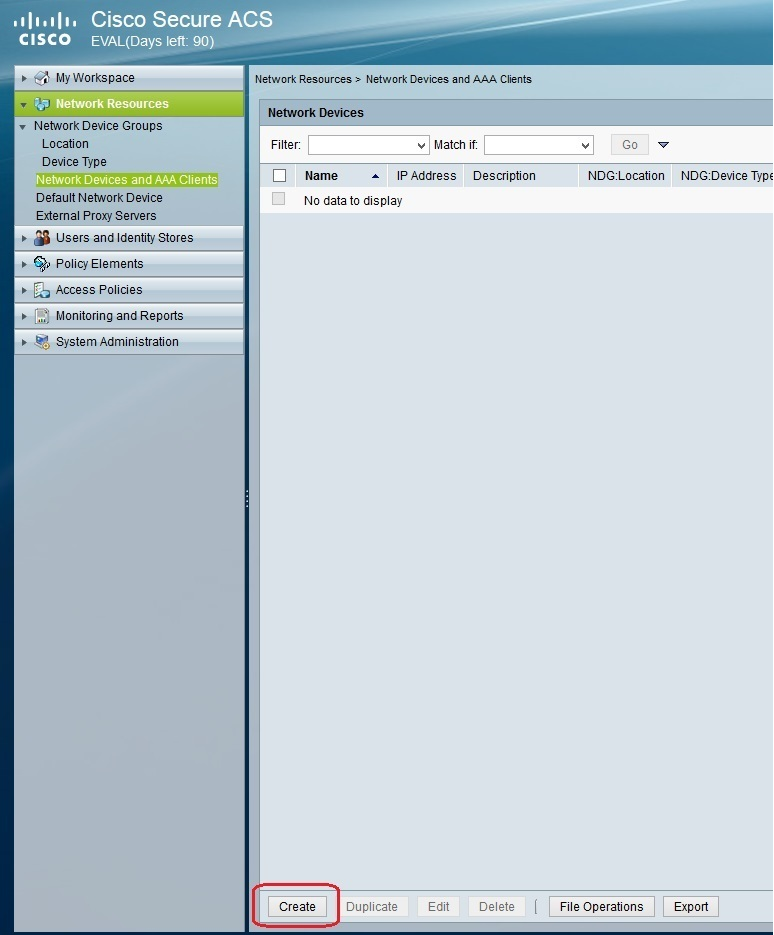 Cisco Secure ACS
CISCO
EVAL(Days left: 90)
My Workspace
Network Resources
Network Device Groups
Location
Device Type
Network Devices and AAA Clients
Default Network Device
External Proxy Servers
Users and Identity Stores
Policy Elements
Access Policies
Monitoring and Reports
System Administration
Network Resources > Network Devices and AAA Clients
Network Devices
Filter: Match if: Go
Name IP Address Description NDG:Location NDG:Device Type
No data to display
Create Duplicate Edit Delete | File Operations Export